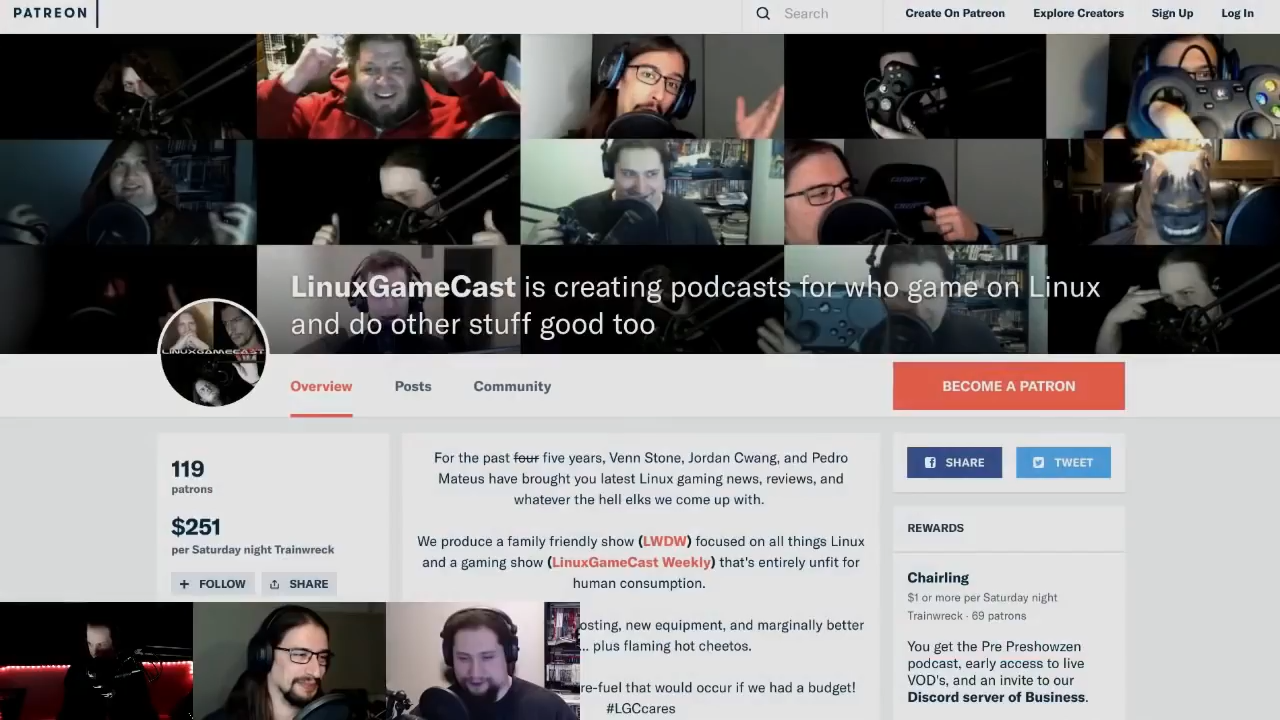 PATREON
Search
Create On Patreon
Explore Creators
Sign Up
Log In
LinuxGameCast is creating podcasts for who game on Linux
and do other stuff good too
LINUXGAMECAST
Overview
Posts
Community
BECOME A PATRON
119
patrons
$251
per Saturday night Trainwreck
+ FOLLOW
SHARE
For the past four five years, Venn Stone, Jordan Cwang, and Pedro
Mateus have brought you latest Linux gaming news, reviews, and
whatever the hell elks we come up with.
We produce a family friendly show (LWDW) focused on all things Linux
and a gaming show (LinuxGameCast Weekly) that's entirely unfit for
human consumption.
osting, new equipment, and marginally better
.. plus flaming hot cheetos.
re-fuel that would occur if we had a budget!
#LGCcares
SHARE
TWEET
REWARDS
Chairling
$1 or more per Saturday night
Trainwreck · 69 patrons
You get the Pre Preshowzen
podcast, early access to live
VOD's, and an invite to our
Discord server of Business.